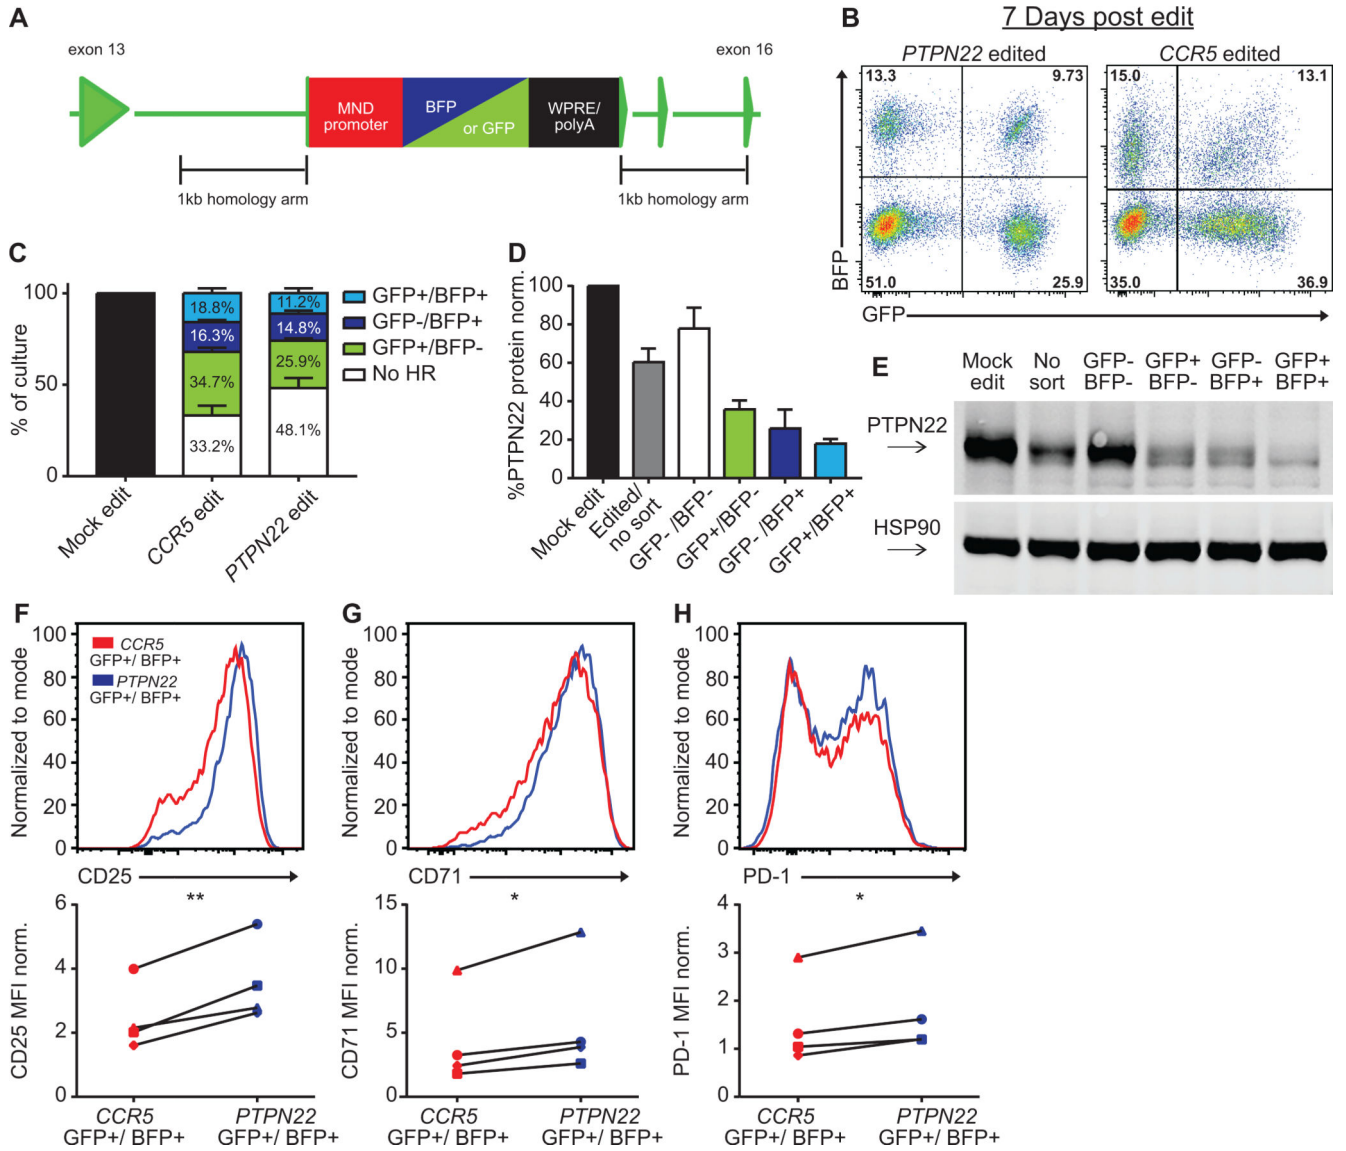 A
exon 13
exon 16
MND
promoter
BFP
or GFP
WPRE/
polyA
1kb homology arm
1kb homology arm
B
7 Days post edit
PTPN22 edited
CCR5 edited
13.3
9.73
51.0
25.9
15.0
13.1
35.0
36.9
BFP
GFP
C
% of culture
100
50
0
18.8%
16.3%
34.7%
33.2%
11.2%
14.8%
25.9%
48.1%
Mock edit
CCR5 edit
PTPN22 edit
GFP+/BFP+
GFP-/BFP+
GFP+/BFP-
No HR
D
%PTPN22 protein norm.
100
80
60
40
20
0
Mock edit
Edited/
no sort
GFP- /BFP-
GFP+/BFP-
GFP- /BFP+
GFP+/BFP+
E
Mock
edit
No
sort
GFP-
BFP-
GFP+
BFP-
GFP-
BFP+
GFP+
BFP+
PTPN22
HSP90
F
Normalized to mode
100
80
60
40
20
0
CCR5
GFP+/ BFP+
PTPN22
GFP+/ BFP+
CD25
**
CD25 MFI norm.
6
4
2
0
CCR5
GFP+/ BFP+
PTPN22
GFP+/ BFP+
G
Normalized to mode
100
80
60
40
20
0
CD71
*
CD71 MFI norm.
15
10
5
0
CCR5
GFP+/ BFP+
PTPN22
GFP+/ BFP+
H
Normalized to mode
100
80
60
40
20
0
PD-1
*
PD-1 MFI norm.
4
3
2
1
0
CCR5
GFP+/ BFP+
PTPN22
GFP+/ BFP+